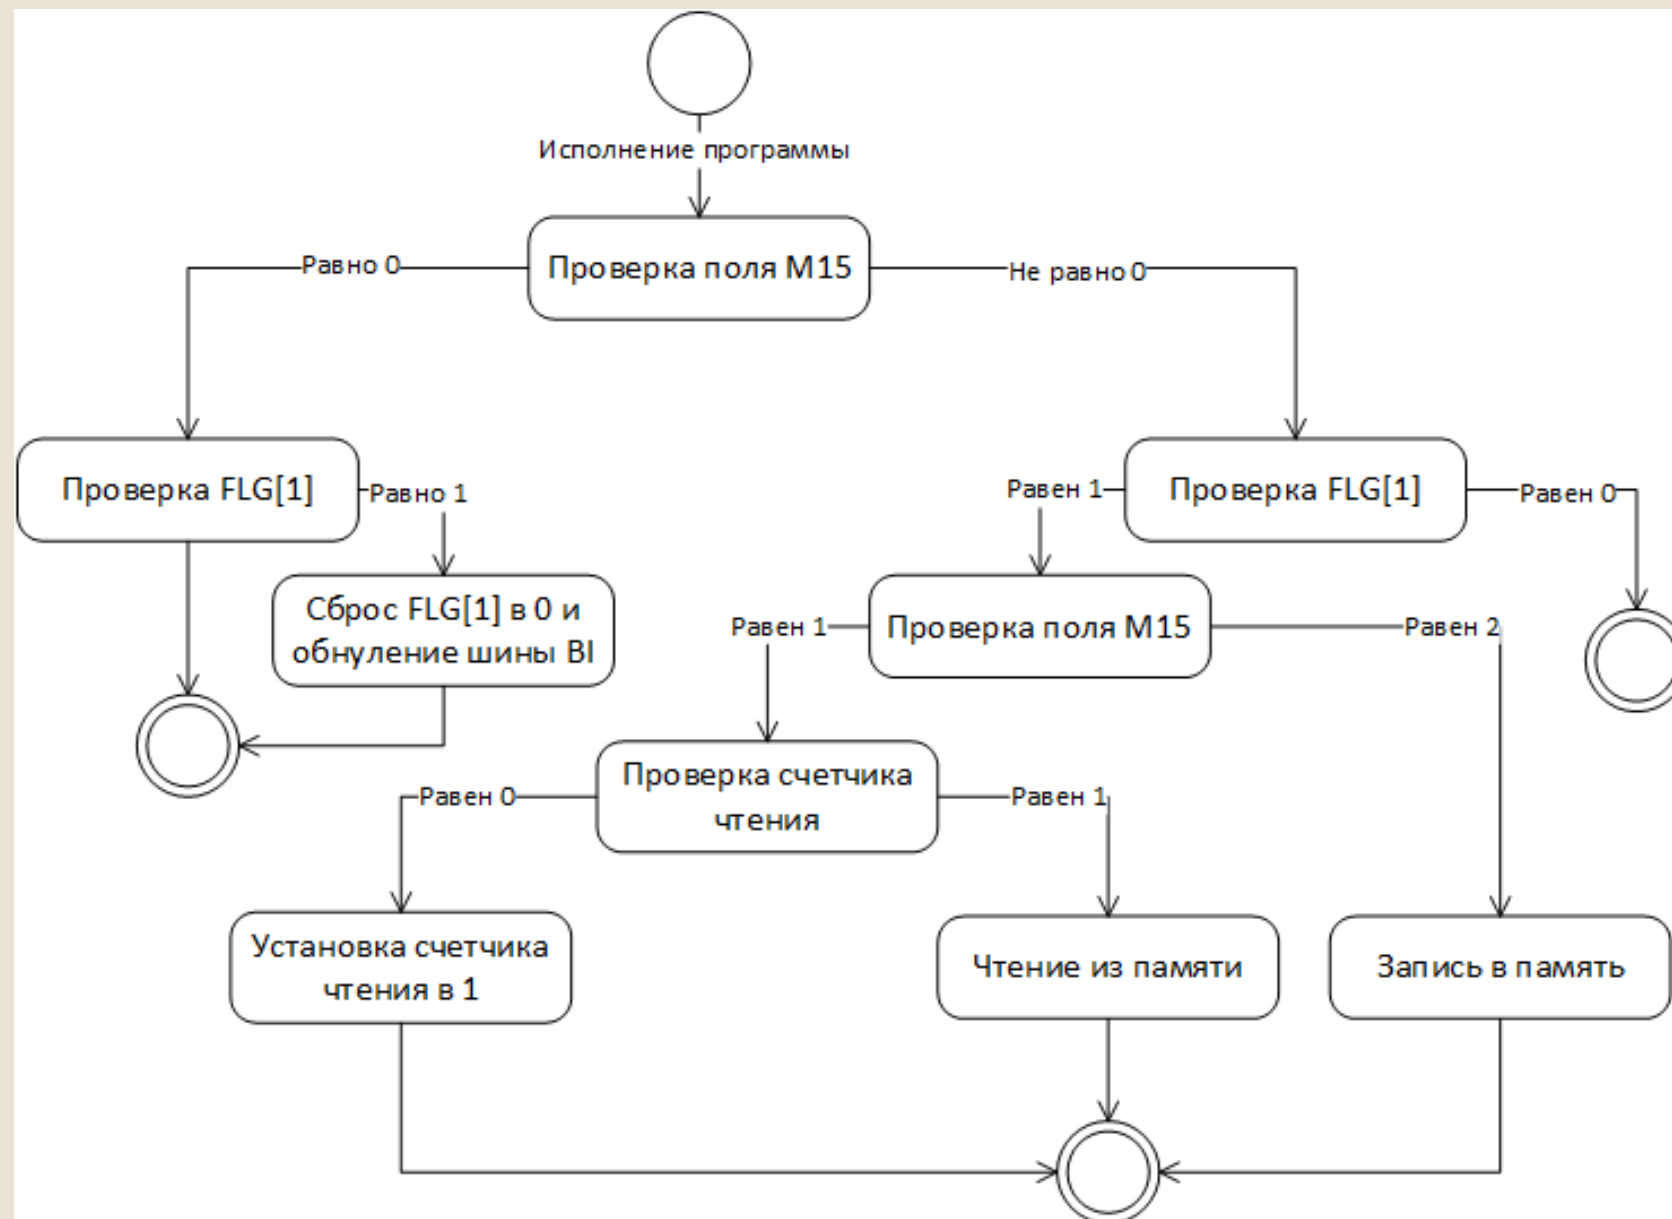 Исполнение программы
Равно 0
Проверка поля М15
Не равно 0
Проверка FLG[1]
Равно 1
Равен 1
Проверка FLG[1]
Равен 0
Сброс FLG[1] в 0 и
обнуление шины BI
Равен 1
Проверка поля М15
Равен 2
Проверка счетчика
чтения
Равен 0
Равен 1
Установка счетчика
чтения в 1
Чтение из памяти
Запись в память